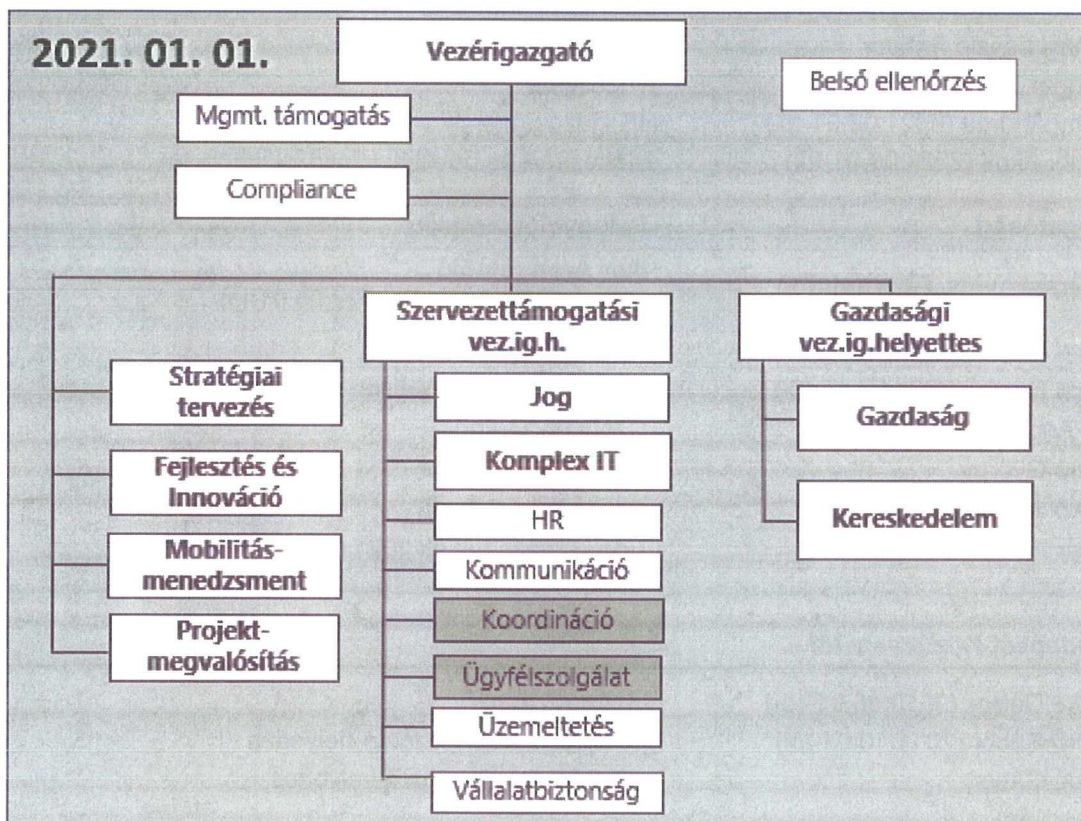 2021. 01. 01.
Vezérigazgató
Belső ellenőrzés
Mgmt. támogatás
Compliance
Stratégiai
tervezés
Fejlesztés és
Innováció
Mobilitás-
menedzsment
Projekt-
megvalósítás
Szervezettámogatási
vez.ig.h.
Jog
Komplex IT
HR
Kommunikáció
Koordináció
Ügyfélszolgálat
Üzemeltetés
Vállalatbiztonság
Gazdasági
vez.ig.helyettes
Gazdaság
Kereskedelem